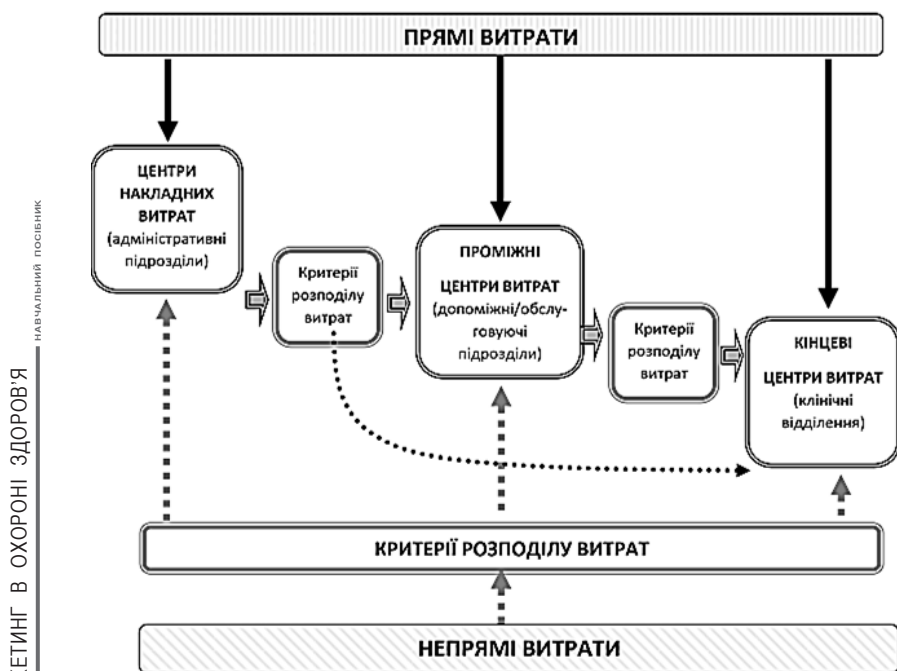 ПРЯМІ ВИТРАТИ
ЦЕНТРИ
НАКЛАДНИХ
ВИТРАТ
(адміністративні
підрозділи)
Критерії
розподілу
витрат
ПРОМІЖНІ
ЦЕНТРИ ВИТРАТ
(допоміжні/обслу-
говуючі
підрозділи)
Критерії
розподілу
витрат
КІНЦЕВІ
ЦЕНТРИ ВИТРАТ
(клінічні
відділення)
КРИТЕРІЇ РОЗПОДІЛУ ВИТРАТ
НЕПРЯМІ ВИТРАТИ
ЕТИНГ В ОХОРОНІ ЗДОРОВ'Я
НАВЧАЛЬНИЙ ПОСІБНИК